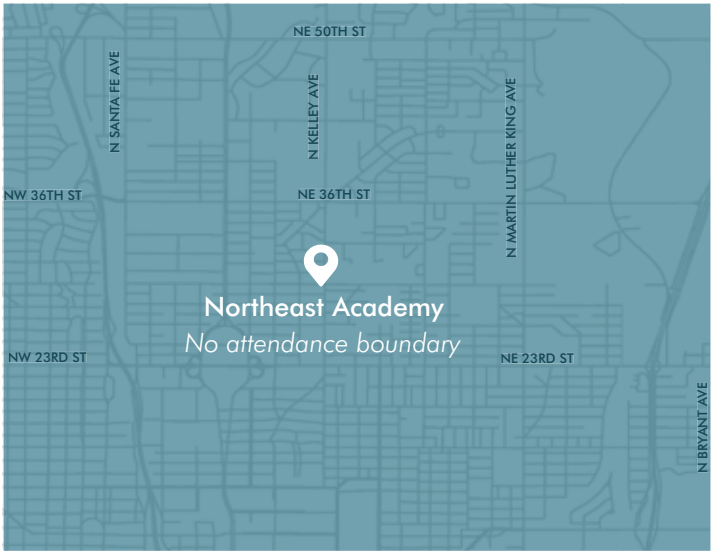 NE 50TH ST
N SANTA FE AVE
N KELLEY AVE
N MARTIN LUTHER KING AVE
NW 36TH ST
NE 36TH ST
Northeast Academy
No attendance boundary
NW 23RD ST
NE 23RD ST
N BRYANT AVE